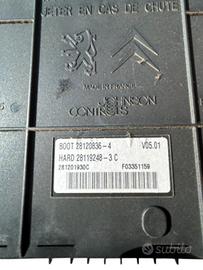 JETER EN CAS DE CHUTE
MADE IN FRANCE
JOHNSON
CONTROLS
BOOT 28120836-4 V05.01
HARD 28119248-3 C
281201930C F03351159
subito